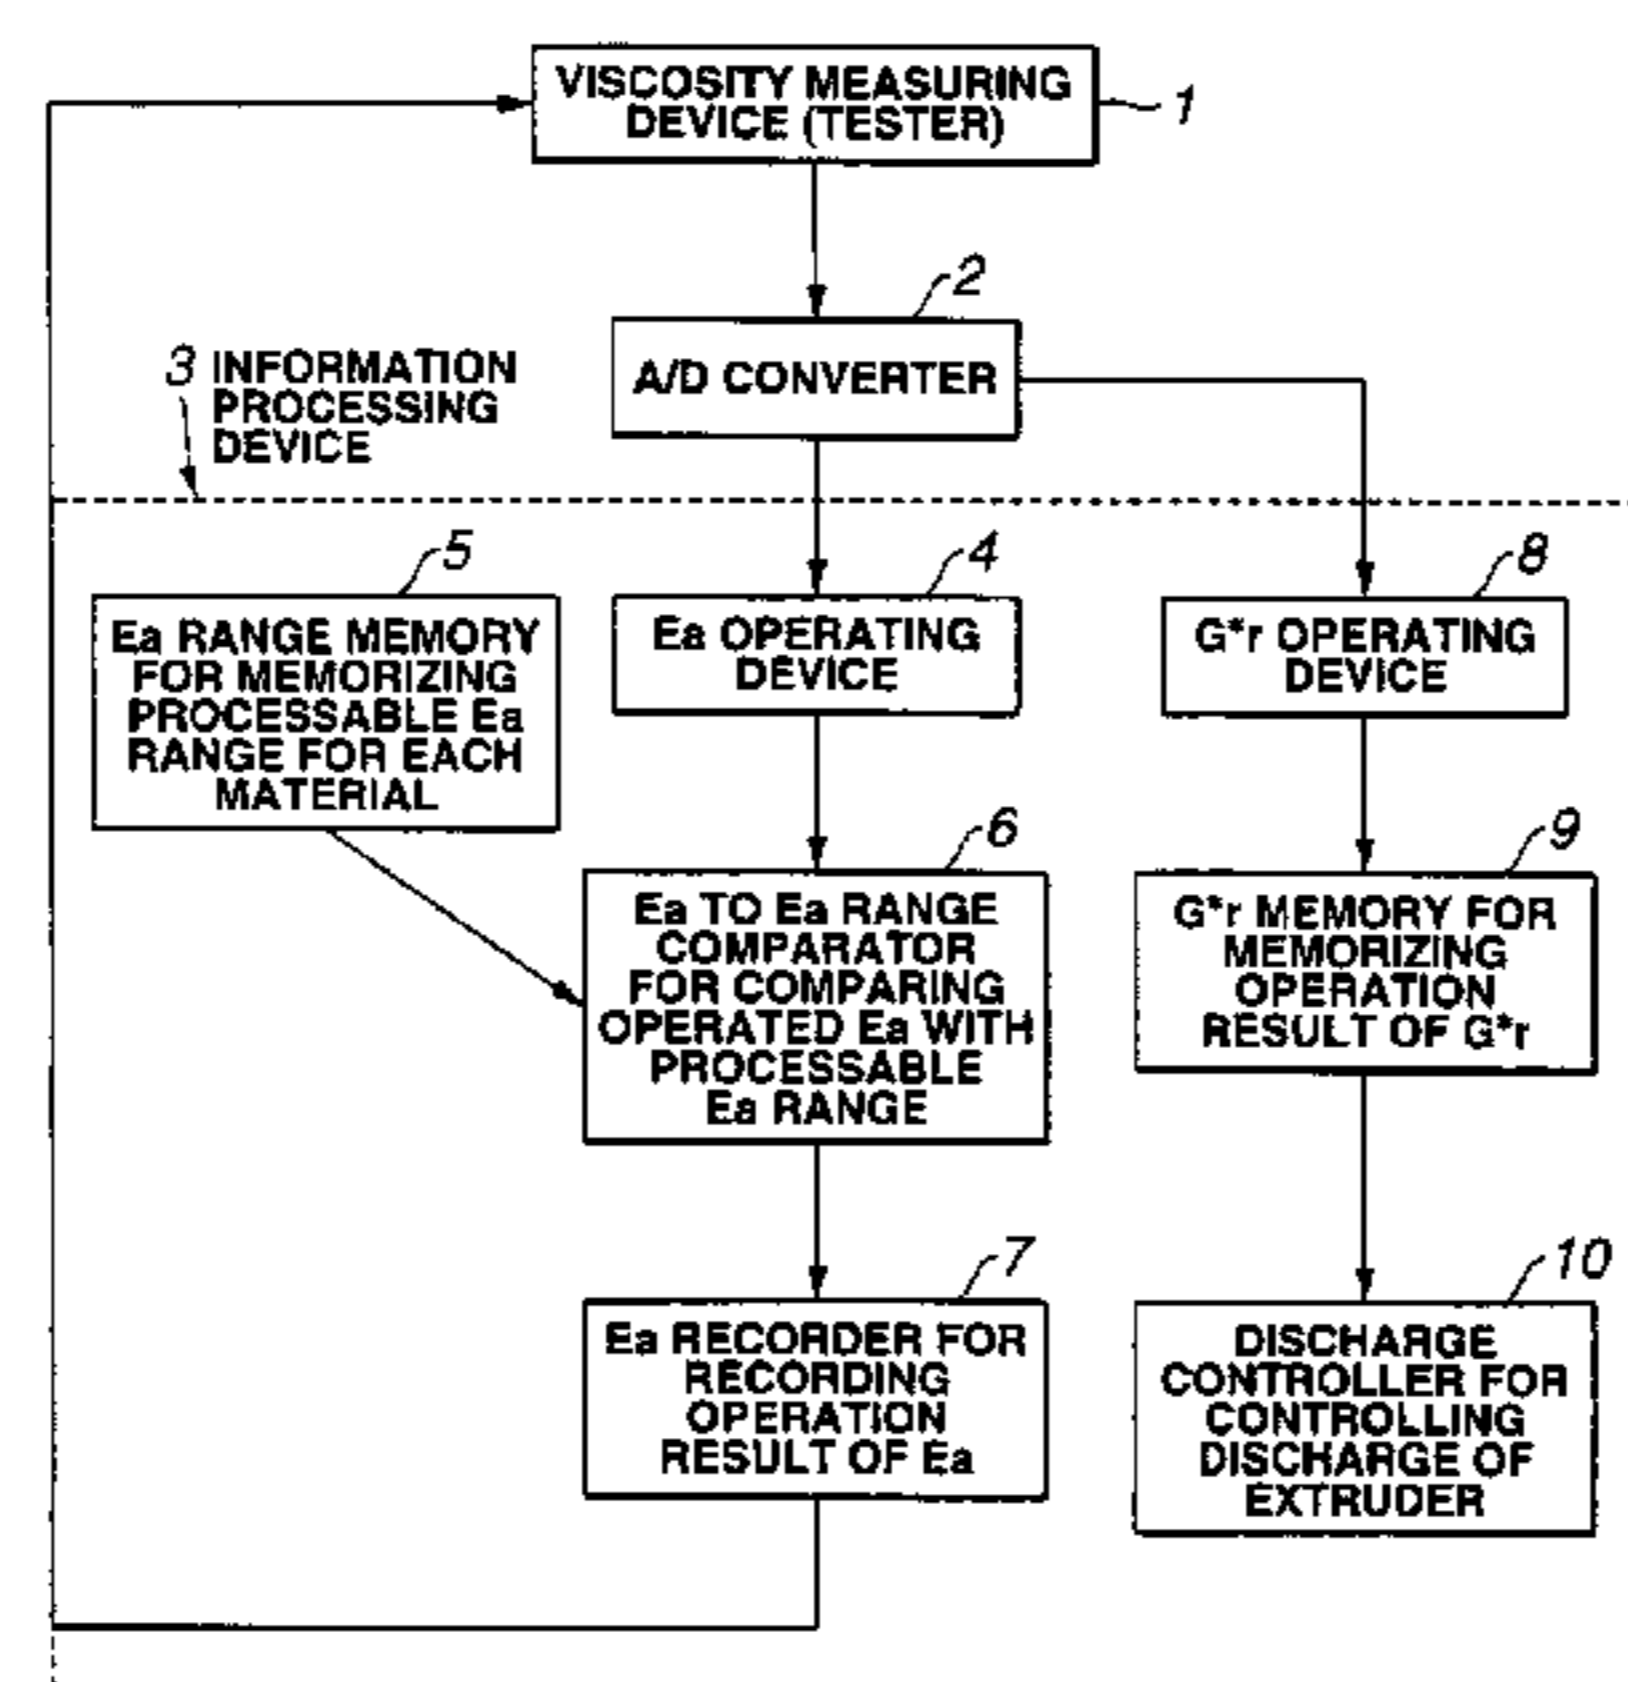 VISCOSITY MEASURING
DEVICE (TESTER)
1
2
A/D CONVERTER
3 INFORMATION
PROCESSING
DEVICE
5
Ea RANGE MEMORY
FOR MEMORIZING
PROCESSABLE Ea
RANGE FOR EACH
MATERIAL
4
Ea OPERATING
DEVICE
8
G*r OPERATING
DEVICE
6
Ea TO Ea RANGE
COMPARATOR
FOR COMPARING
OPERATED Ea WITH
PROCESSABLE
Ea RANGE
9
G*r MEMORY FOR
MEMORIZING
OPERATION
RESULT OF G*r
7
Ea RECORDER FOR
RECORDING
OPERATION
RESULT OF Ea
10
DISCHARGE
CONTROLLER FOR
CONTROLLING
DISCHARGE OF
EXTRUDER